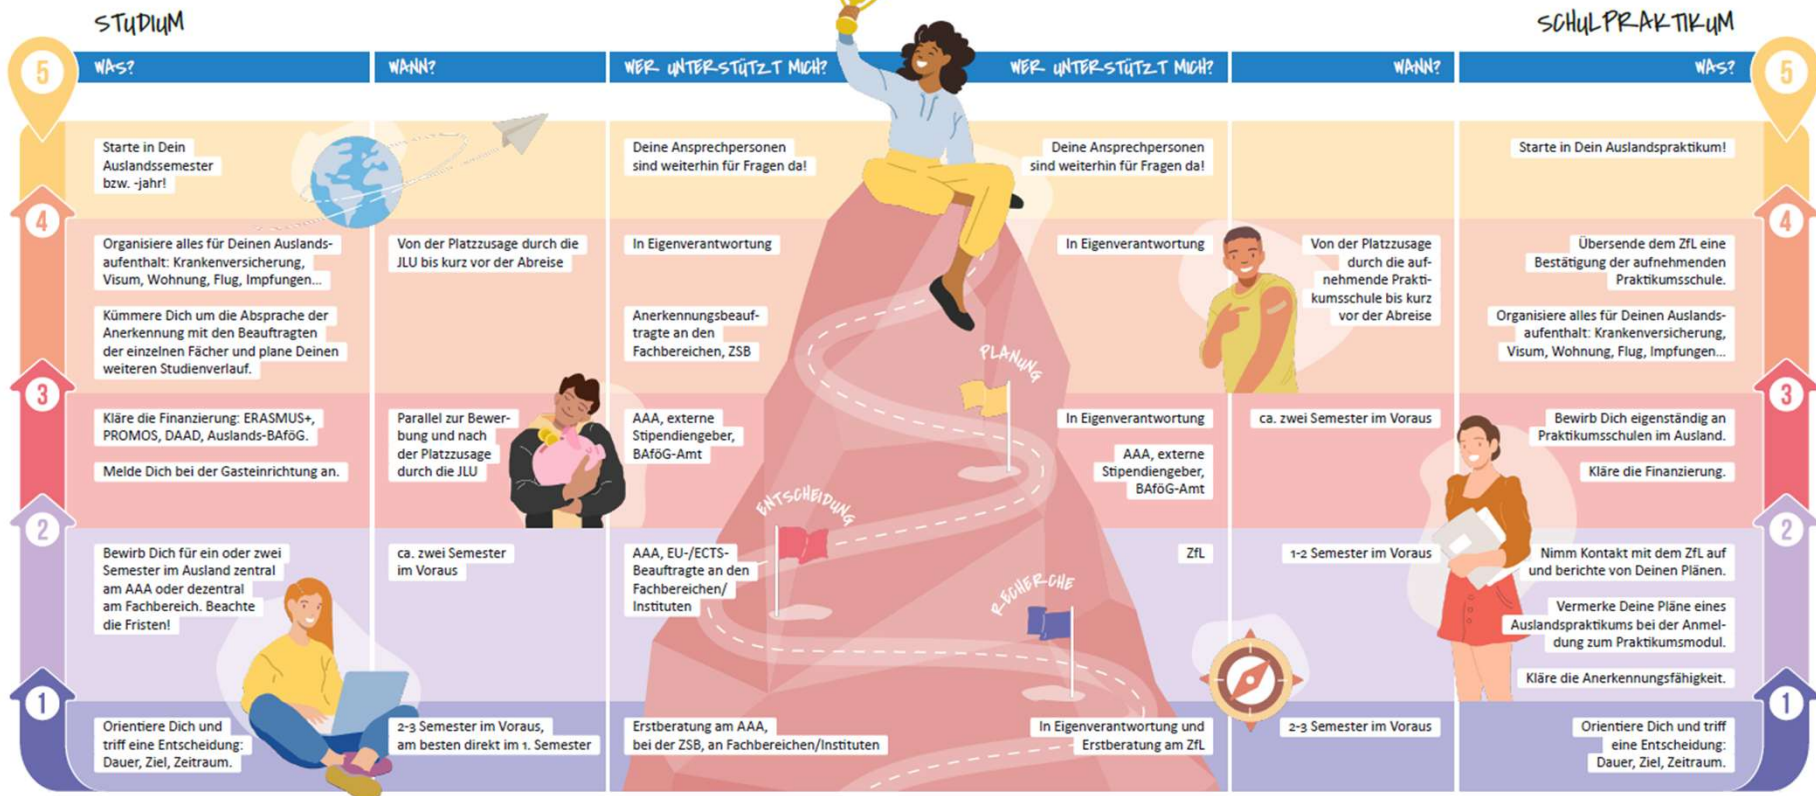 STUDIUM
SCHULPRAKTIKUM
WAS?
WANN?
WER UNTERSTÜTZT MICH?
WER UNTERSTÜTZT MICH?
WANN?
WAS?
5
5
Starte in Dein
Auslandssemester
bzw. -jahr!
Deine Ansprechpersonen
sind weiterhin für Fragen da!
Deine Ansprechpersonen
sind weiterhin für Fragen da!
Starte in Dein Auslandspraktikum!
4
4
Organisiere alles für Deinen Auslands-
aufenthalt: Krankenversicherung,
Visum, Wohnung, Flug, Impfungen...
Kümmere Dich um die Absprache der
Anerkennung mit den Beauftragten
der einzelnen Fächer und plane Deinen
weiteren Studienverlauf.
Von der Platzzusage durch die
JLU bis kurz vor der Abreise
In Eigenverantwortung
Anerkennungsbeauf-
tragte an den
Fachbereichen, ZSB
PLANUNG
In Eigenverantwortung
Von der Platzzusage
durch die auf-
nehmende Prakti-
kumsschule bis kurz
vor der Abreise
Übersende dem ZfL eine
Bestätigung der aufnehmenden
Praktikumsschule.
Organisiere alles für Deinen Auslands-
aufenthalt: Krankenversicherung,
Visum, Wohnung, Flug, Impfungen...
3
3
Kläre die Finanzierung: ERASMUS+,
PROMOS, DAAD, Auslands-BAföG.
Melde Dich bei der Gasteinrichtung an.
Parallel zur Bewer-
bung und nach
der Platzzusage
durch die JLU
AAA, externe
Stipendiengeber,
BAföG-Amt
ENTSCHEIDUNG
In Eigenverantwortung
AAA, externe
Stipendiengeber,
BAföG-Amt
ca. zwei Semester im Voraus
Bewirb Dich eigenständig an
Praktikumsschulen im Ausland.
Kläre die Finanzierung.
2
2
Bewirb Dich für ein oder zwei
Semester im Ausland zentral
am AAA oder dezentral
am Fachbereich. Beachte
die Fristen!
ca. zwei Semester
im Voraus
AAA, EU-/ECTS-
Beauftragte an den
Fachbereichen/
Instituten
RECHERCHE
ZfL
1-2 Semester im Voraus
Nimm Kontakt mit dem ZfL auf
und berichte von Deinen Plänen.
Vermerke Deine Pläne eines
Auslandspraktikums bei der Anmel-
dung zum Praktikumsmodul.
Kläre die Anerkennungsfähigkeit.
1
1
Orientiere Dich und
triff eine Entscheidung:
Dauer, Ziel, Zeitraum.
2-3 Semester im Voraus,
am besten direkt im 1. Semester
Erstberatung am AAA,
bei der ZSB, an Fachbereichen/Instituten
In Eigenverantwortung und
Erstberatung am ZfL
2-3 Semester im Voraus
Orientiere Dich und triff
eine Entscheidung:
Dauer, Ziel, Zeitraum.